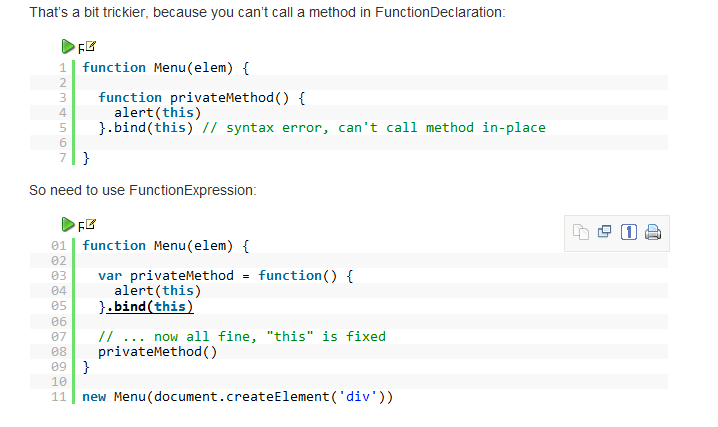 That's a bit trickier, because you can't call a method in FunctionDeclaration:
1 function Menu(elem) {
2
3   function privateMethod() {
4     alert(this)
5   }.bind(this) // syntax error, can't call method in-place
6
7 }
So need to use FunctionExpression:
01 function Menu(elem) {
02
03   var privateMethod = function() {
04     alert(this)
05   }.bind(this)
06
07   // ... now all fine, "this" is fixed
08   privateMethod()
09 }
10
11 new Menu(document.createElement('div'))